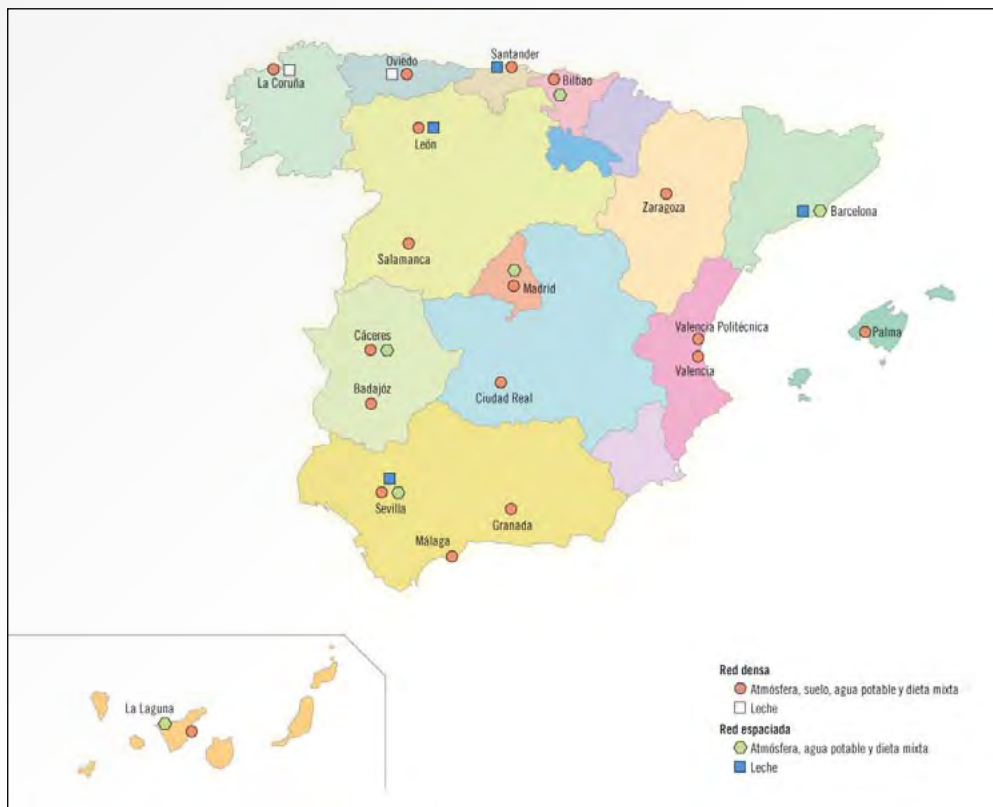 Santander
Oviedo
La Coruña
Bilbao
León
Zaragoza
Barcelona
Salamanca
Madrid
Valencia Politécnica
Palma
Cáceres
Valencia
Badajóz
Ciudad Real
Sevilla
Granada
Málaga
La Laguna
Red densa
Atmósfera, suelo, agua potable y dieta mixta
Leche
Red espaciada
Atmósfera, agua potable y dieta mixta
Leche